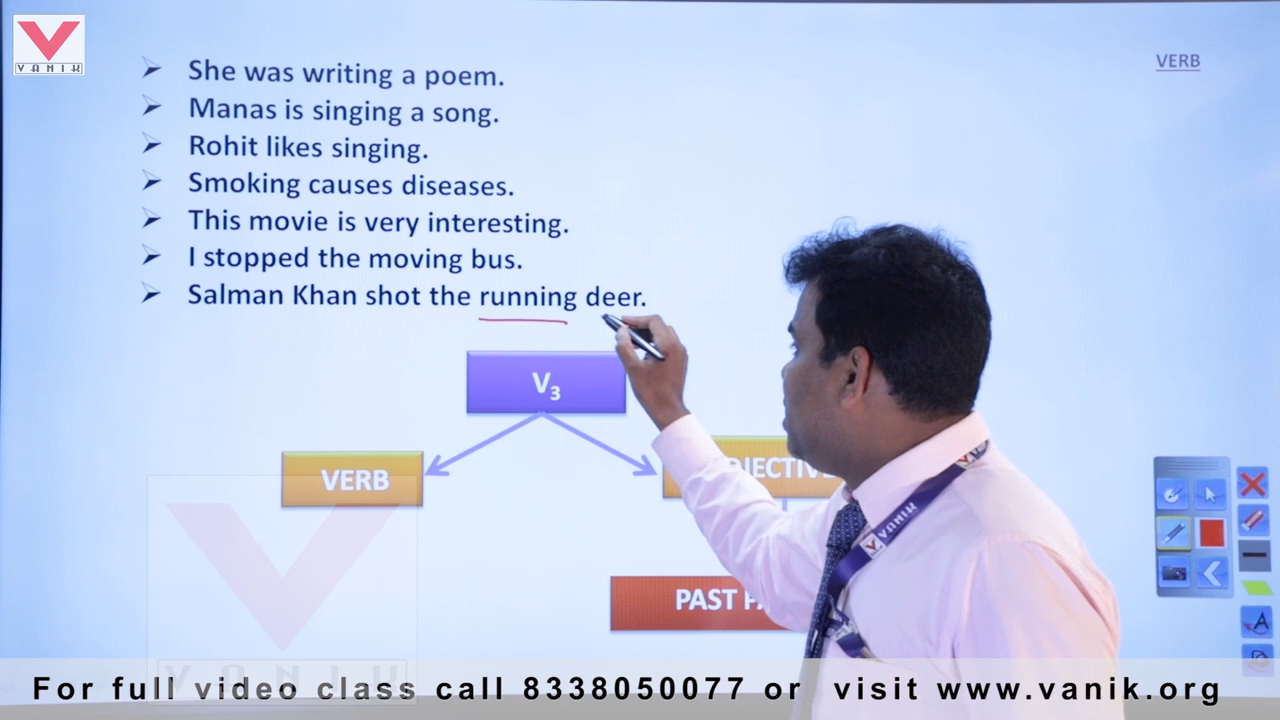 VANIK
VERB
She was writing a poem.
Manas is singing a song.
Rohit likes singing.
Smoking causes diseases.
This movie is very interesting.
I stopped the moving bus.
Salman Khan shot the running deer.
V3
VERB
PAST
VANIK
VANIK
For full video class call 8338050077 or visit www.vanik.org